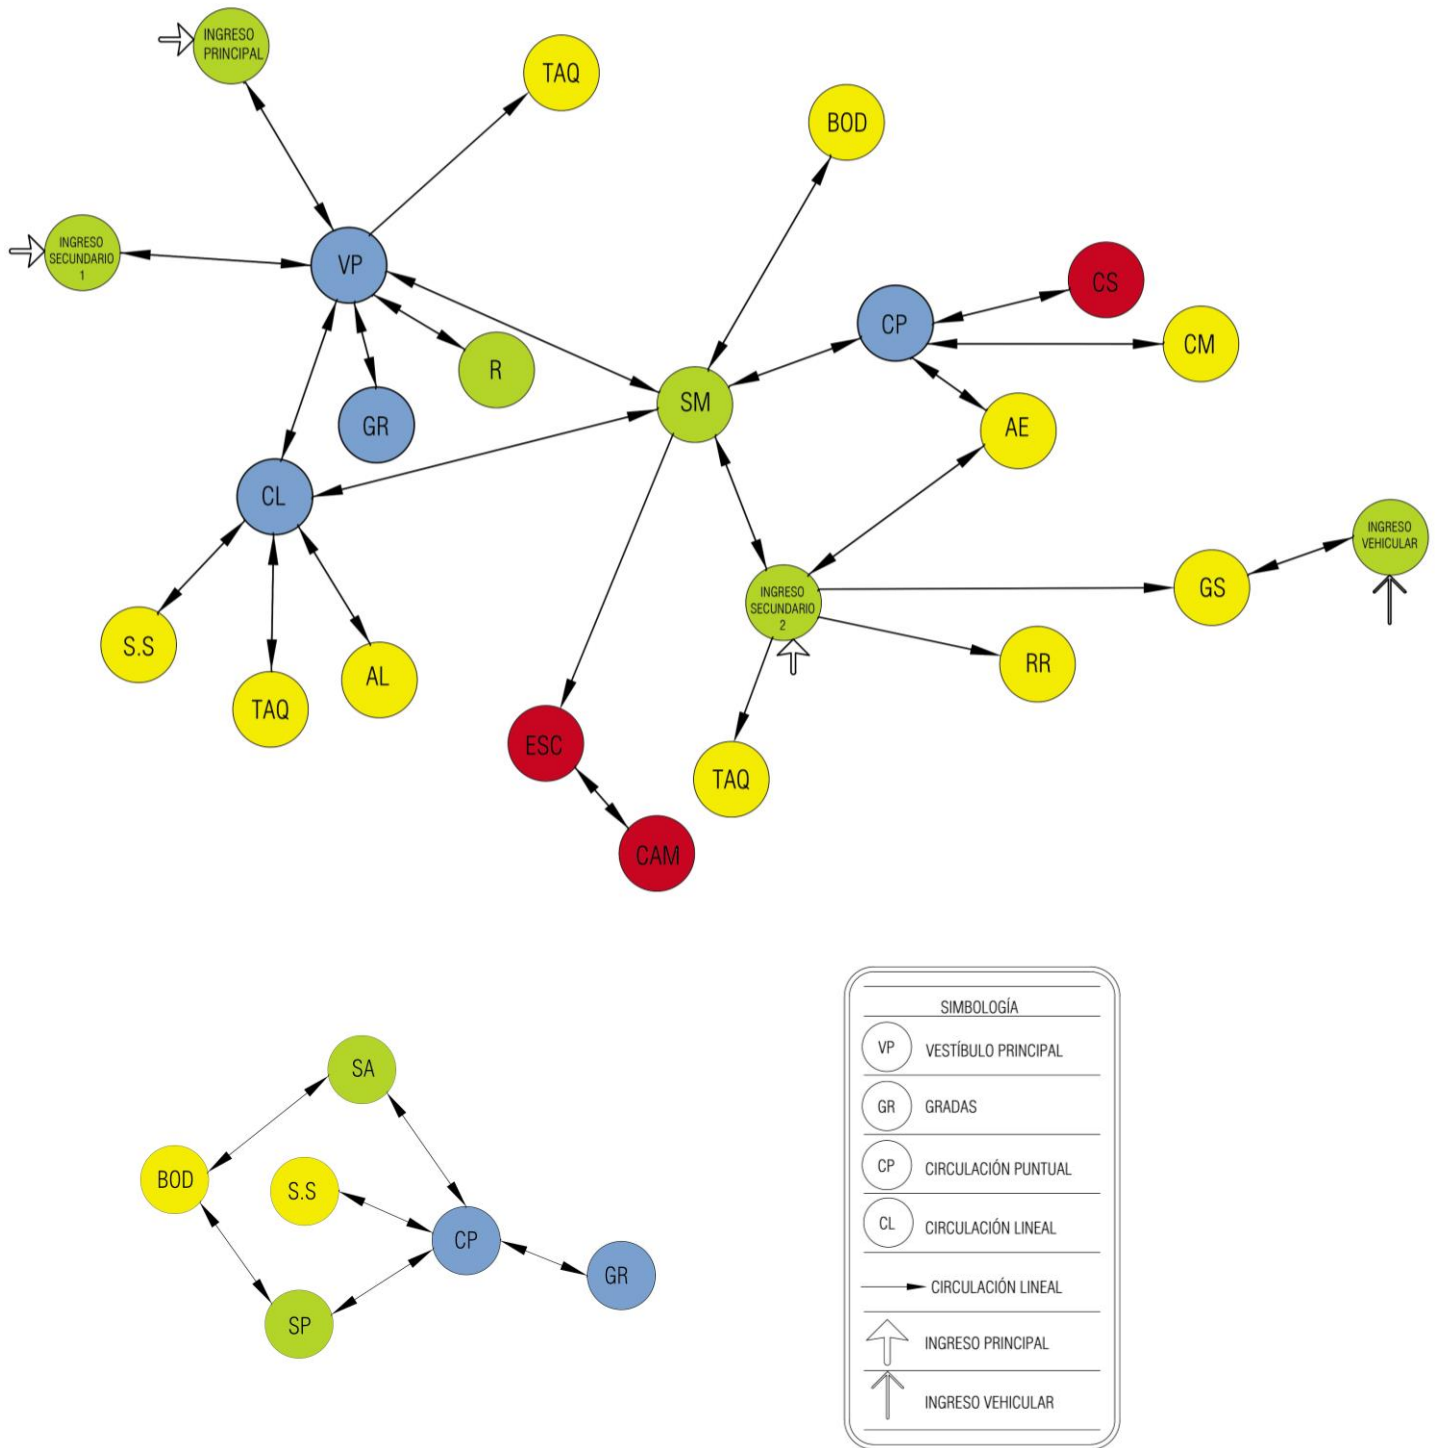 INGRESO
PRINCIPAL
TAQ
BOD
INGRESO
SECUNDARIO
1
VP
CS
CP
CM
R
GR
SM
AE
CL
INGRESO
VEHICULAR
GS
INGRESO
SECUNDARIO
2
S.S
RR
AL
TAQ
ESC
TAQ
CAM
SA
BOD
S.S
CP
GR
SP
SIMBOLOGÍA
VP VESTÍBULO PRINCIPAL
GR GRADAS
CP CIRCULACIÓN PUNTUAL
CL CIRCULACIÓN LINEAL
CIRCULACIÓN LINEAL
INGRESO PRINCIPAL
INGRESO VEHICULAR